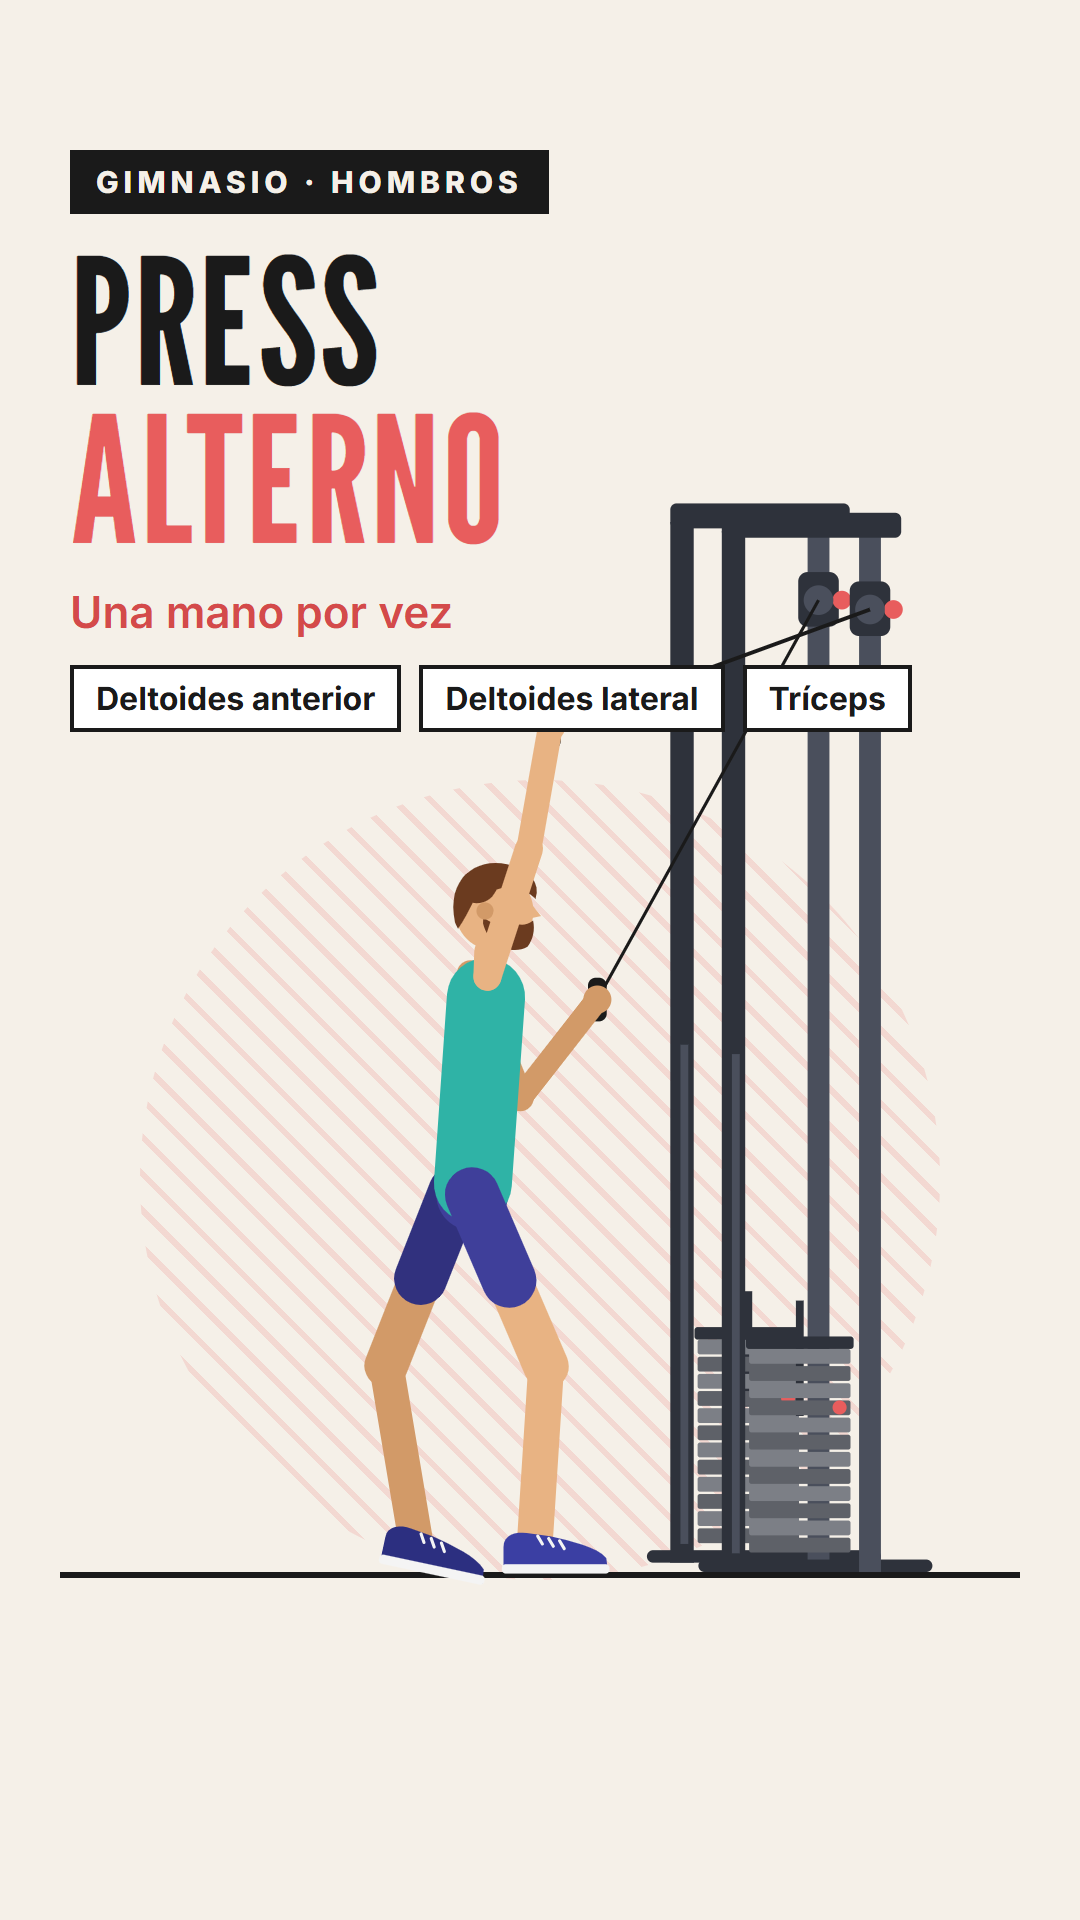 GIMNASIO · HOMBROS
PRESS
ALTERNO
Una mano por vez
Deltoides anterior
Deltoides lateral
Tríceps